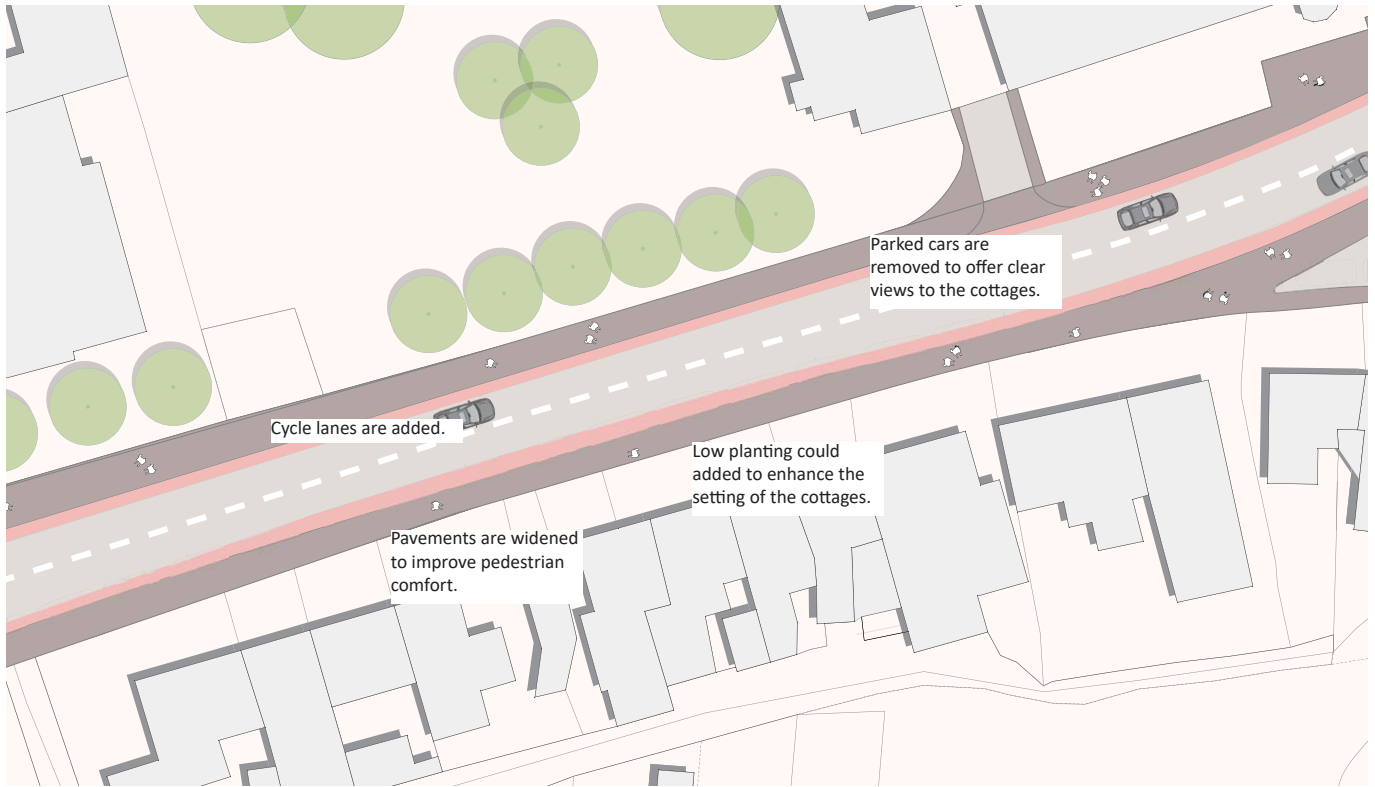 Parked cars are
removed to offer clear
views to the cottages.
Cycle lanes are added.
Low planting could
added to enhance the
setting of the cottages.
Pavements are widened
to improve pedestrian
comfort.